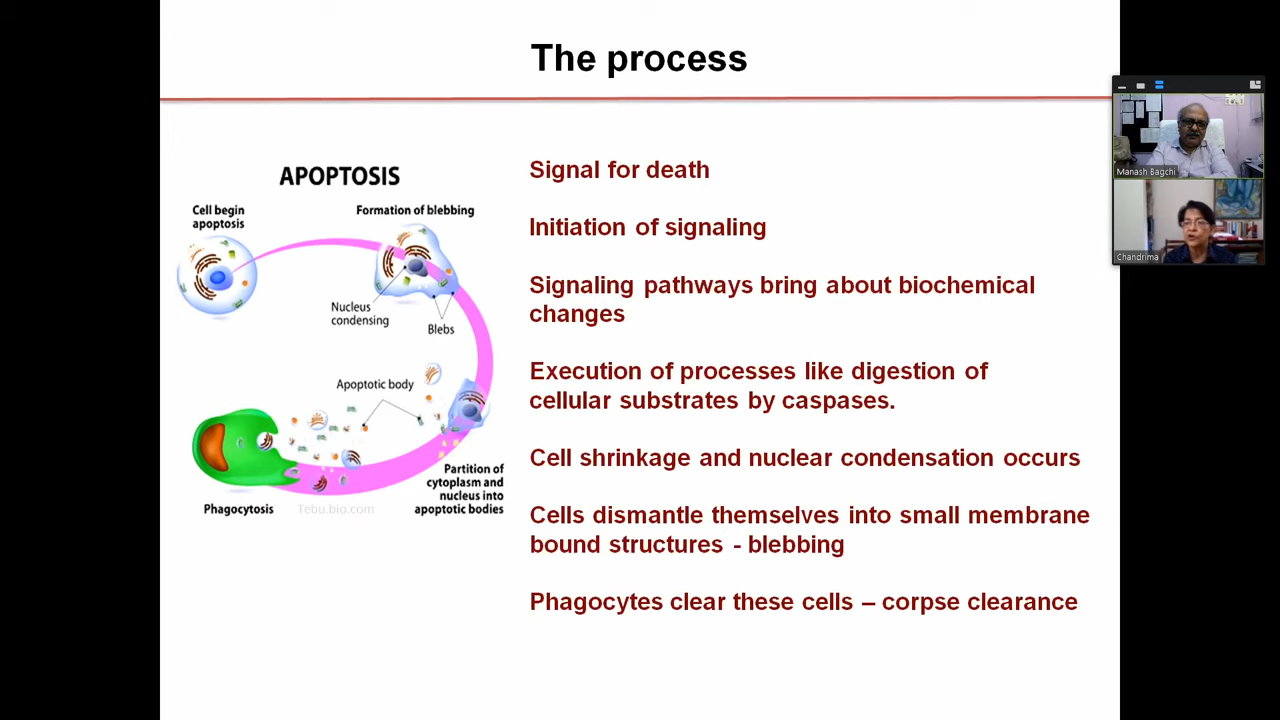 The process
APOPTOSIS
Cell begin
apoptosis
Formation of blebbing
Nucleus
condensing
Blebs
Apoptotic body
Partition of
cytoplasm and
nucleus into
apoptotic bodies
Phagocytosis
Tebu.bio.com
Signal for death
Initiation of signaling
Signaling pathways bring about biochemical
changes
Execution of processes like digestion of
cellular substrates by caspases.
Cell shrinkage and nuclear condensation occurs
Cells dismantle themselves into small membrane
bound structures - blebbing
Phagocytes clear these cells – corpse clearance
Manash Bagchi
Chandrima